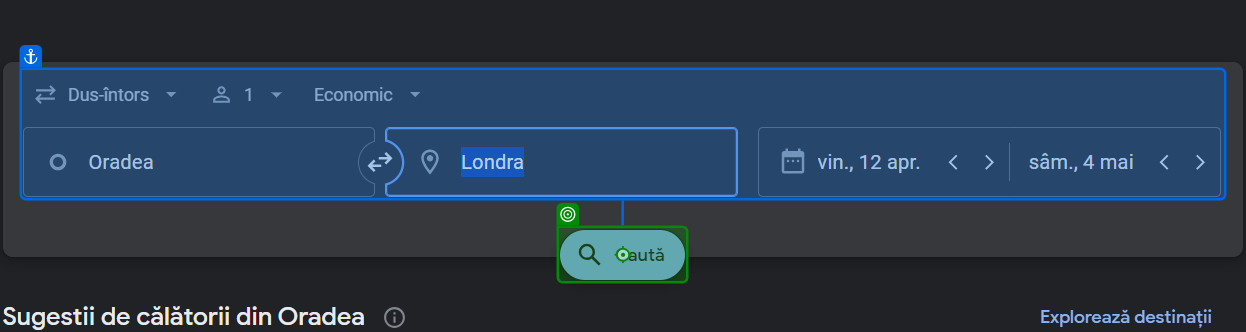 Dus-întors 1 Economic
Oradea Londra vin., 12 apr. sâm., 4 mai
Caută
Sugestii de călătorii din Oradea Explorează destinații